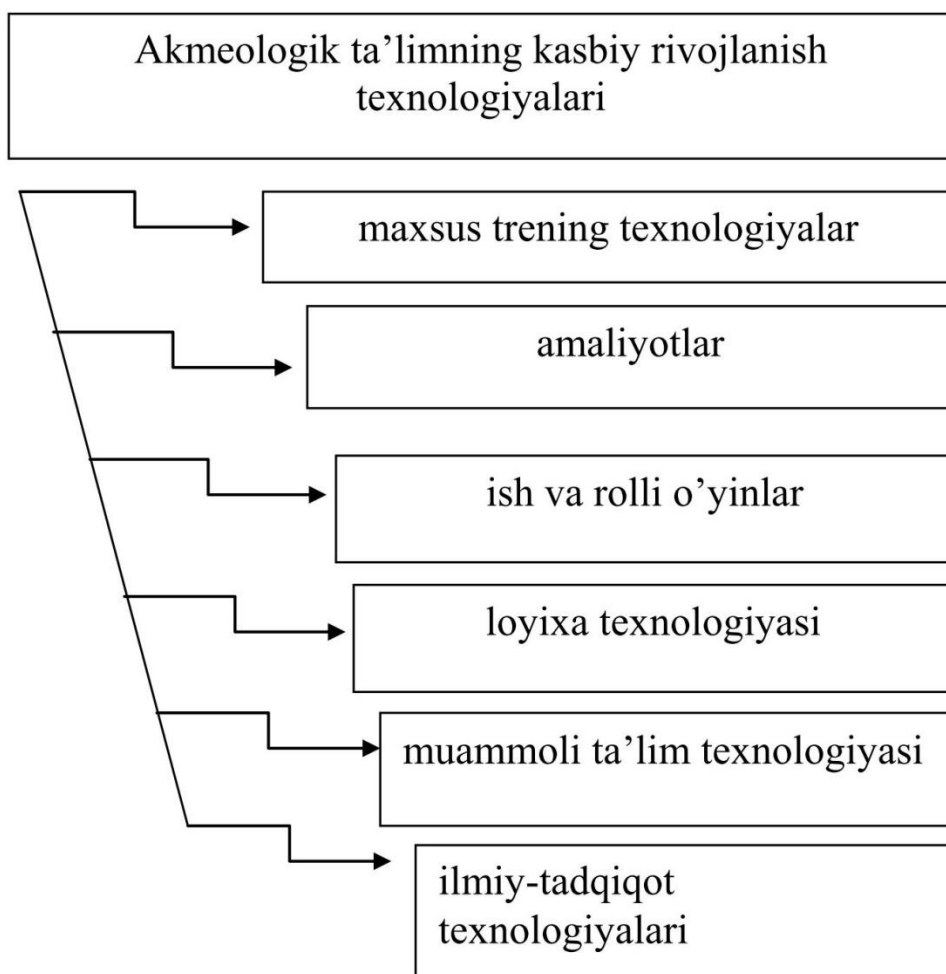 Akmeologik ta’limning kasbiy rivojlanish
texnologiyalari
maxsus trening texnologiyalar
amaliyotlar
ish va rolli o’yinlar
loyixa texnologiyasi
muammoli ta’lim texnologiyasi
ilmiy-tadqiqot
texnologiyalari